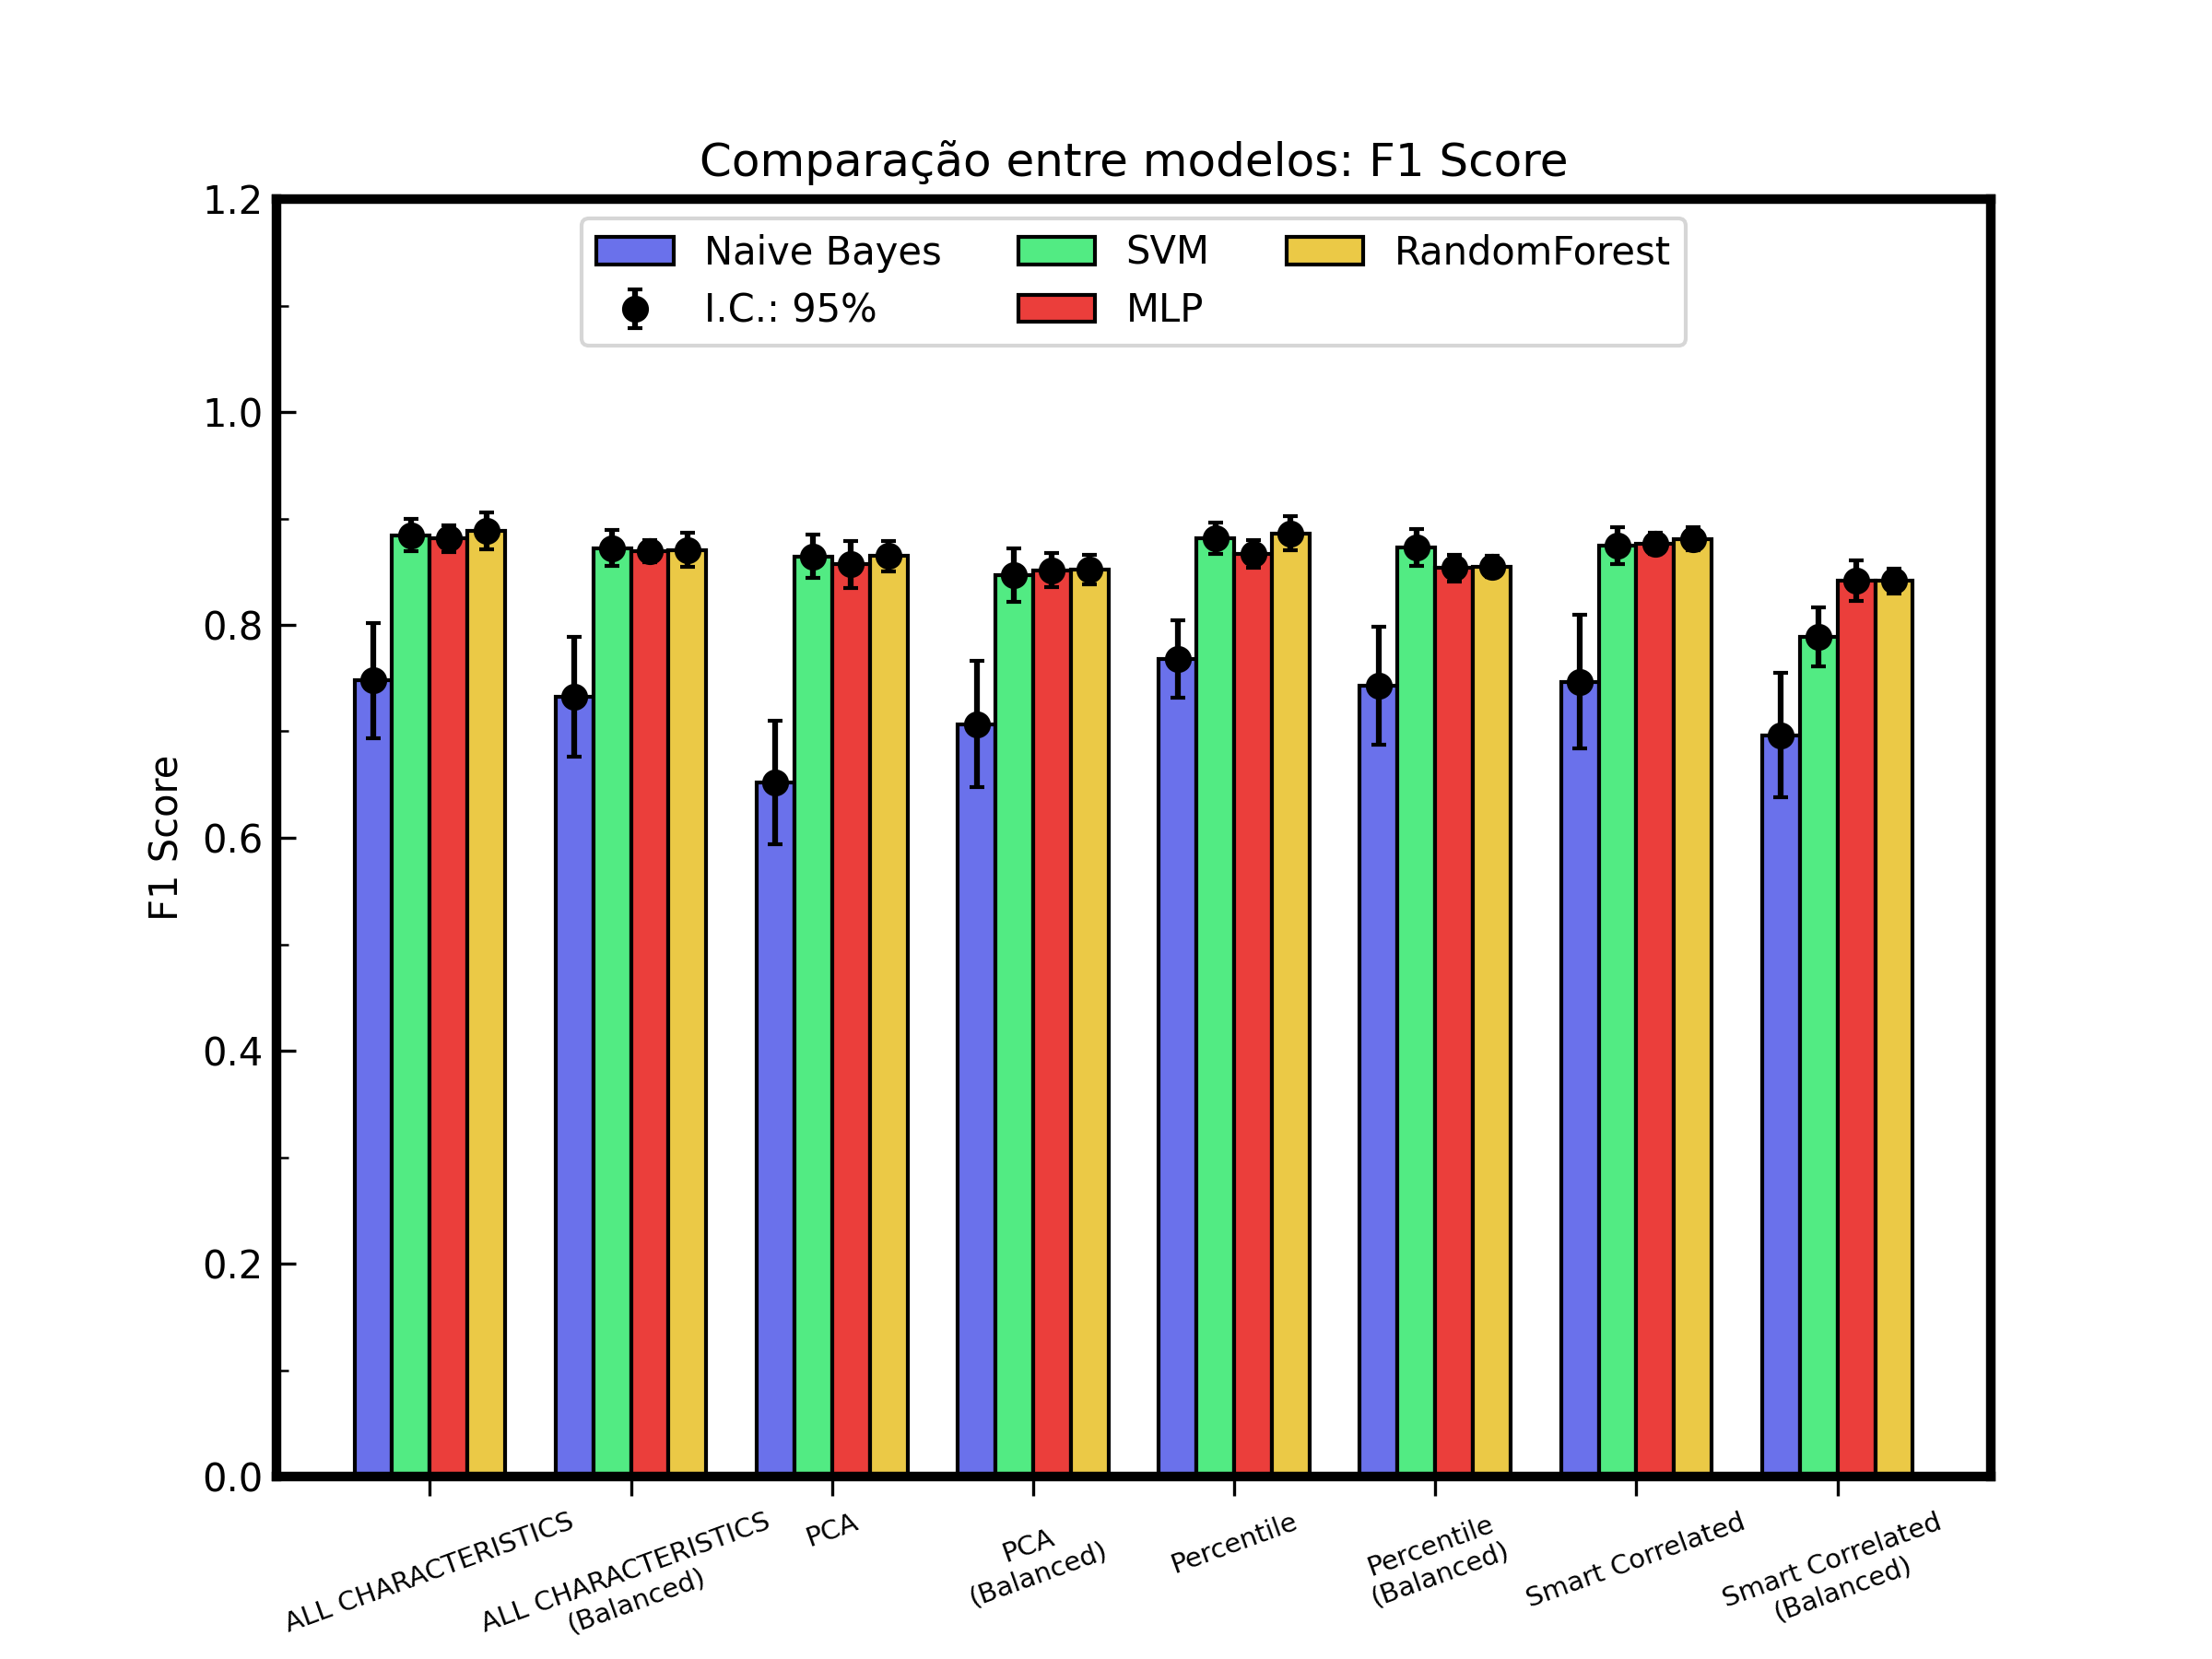 Comparação entre modelos: F1 Score
Naive Bayes
I.C.: 95%
SVM
MLP
RandomForest
F1 Score
1.2
1.0
0.8
0.6
0.4
0.2
0.0
ALL CHARACTERISTICS
ALL CHARACTERISTICS
(Balanced)
PCA
PCA
(Balanced)
Percentile
Percentile
(Balanced)
Smart Correlated
Smart Correlated
(Balanced)